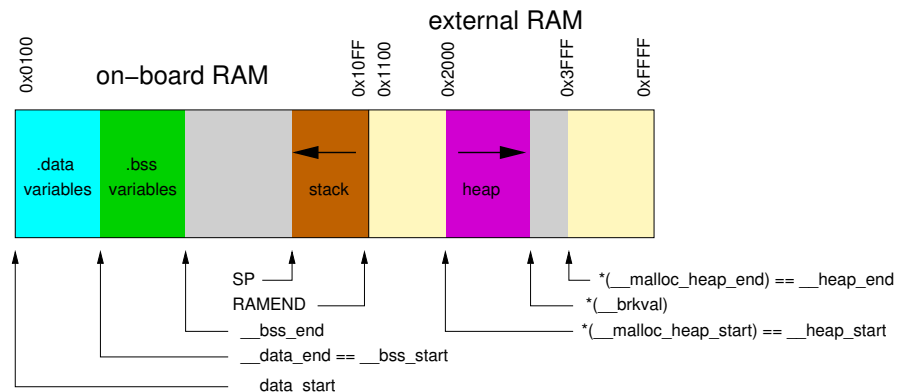 external RAM
on-board RAM
0x0100
0x10FF
0x1100
0x2000
0x3FFF
0xFFFF
.data
variables
.bss
variables
stack
heap
SP
RAMEND
__bss_end
__data_end == __bss_start
__data_start
*(__malloc_heap_end) == __heap_end
*(__brkval)
*(__malloc_heap_start) == __heap_start